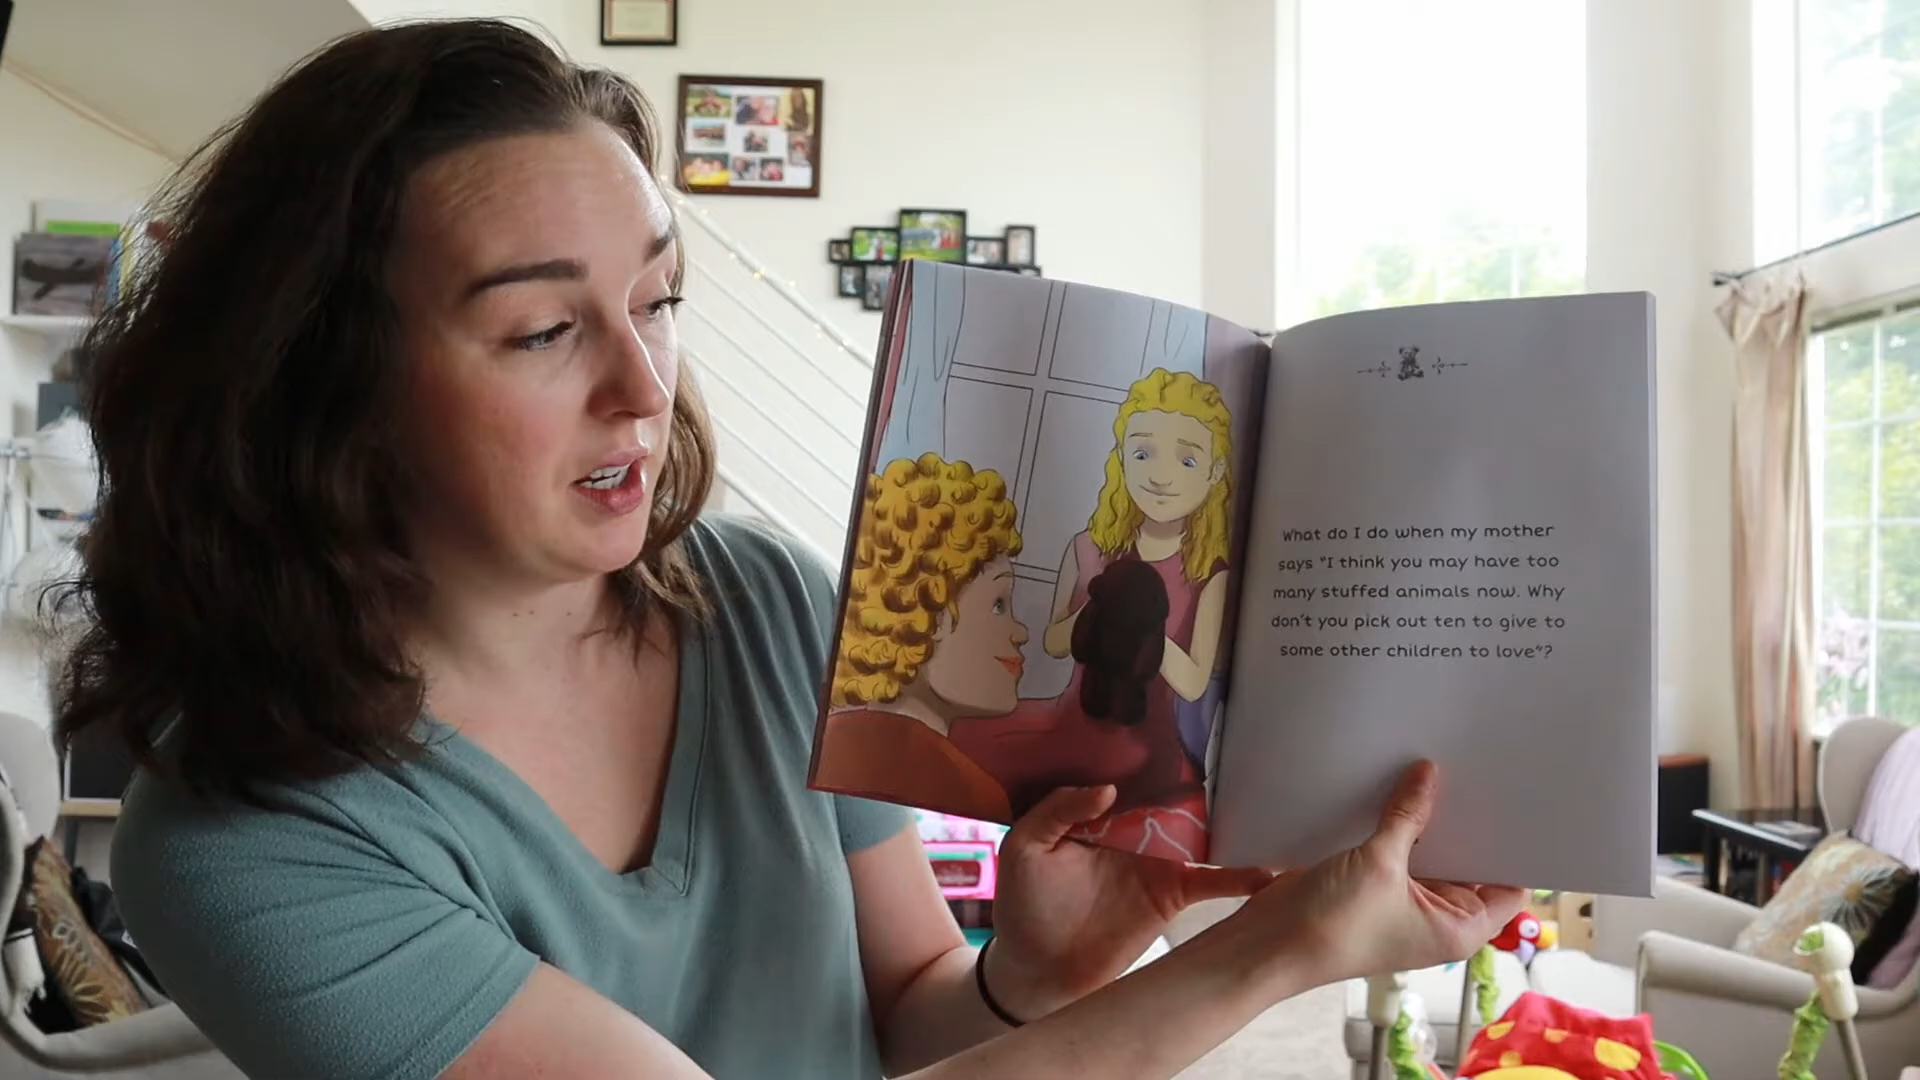 What do I do when my mother
says "I think you may have too
many stuffed animals now. Why
don't you pick out ten to give to
some other children to love"?